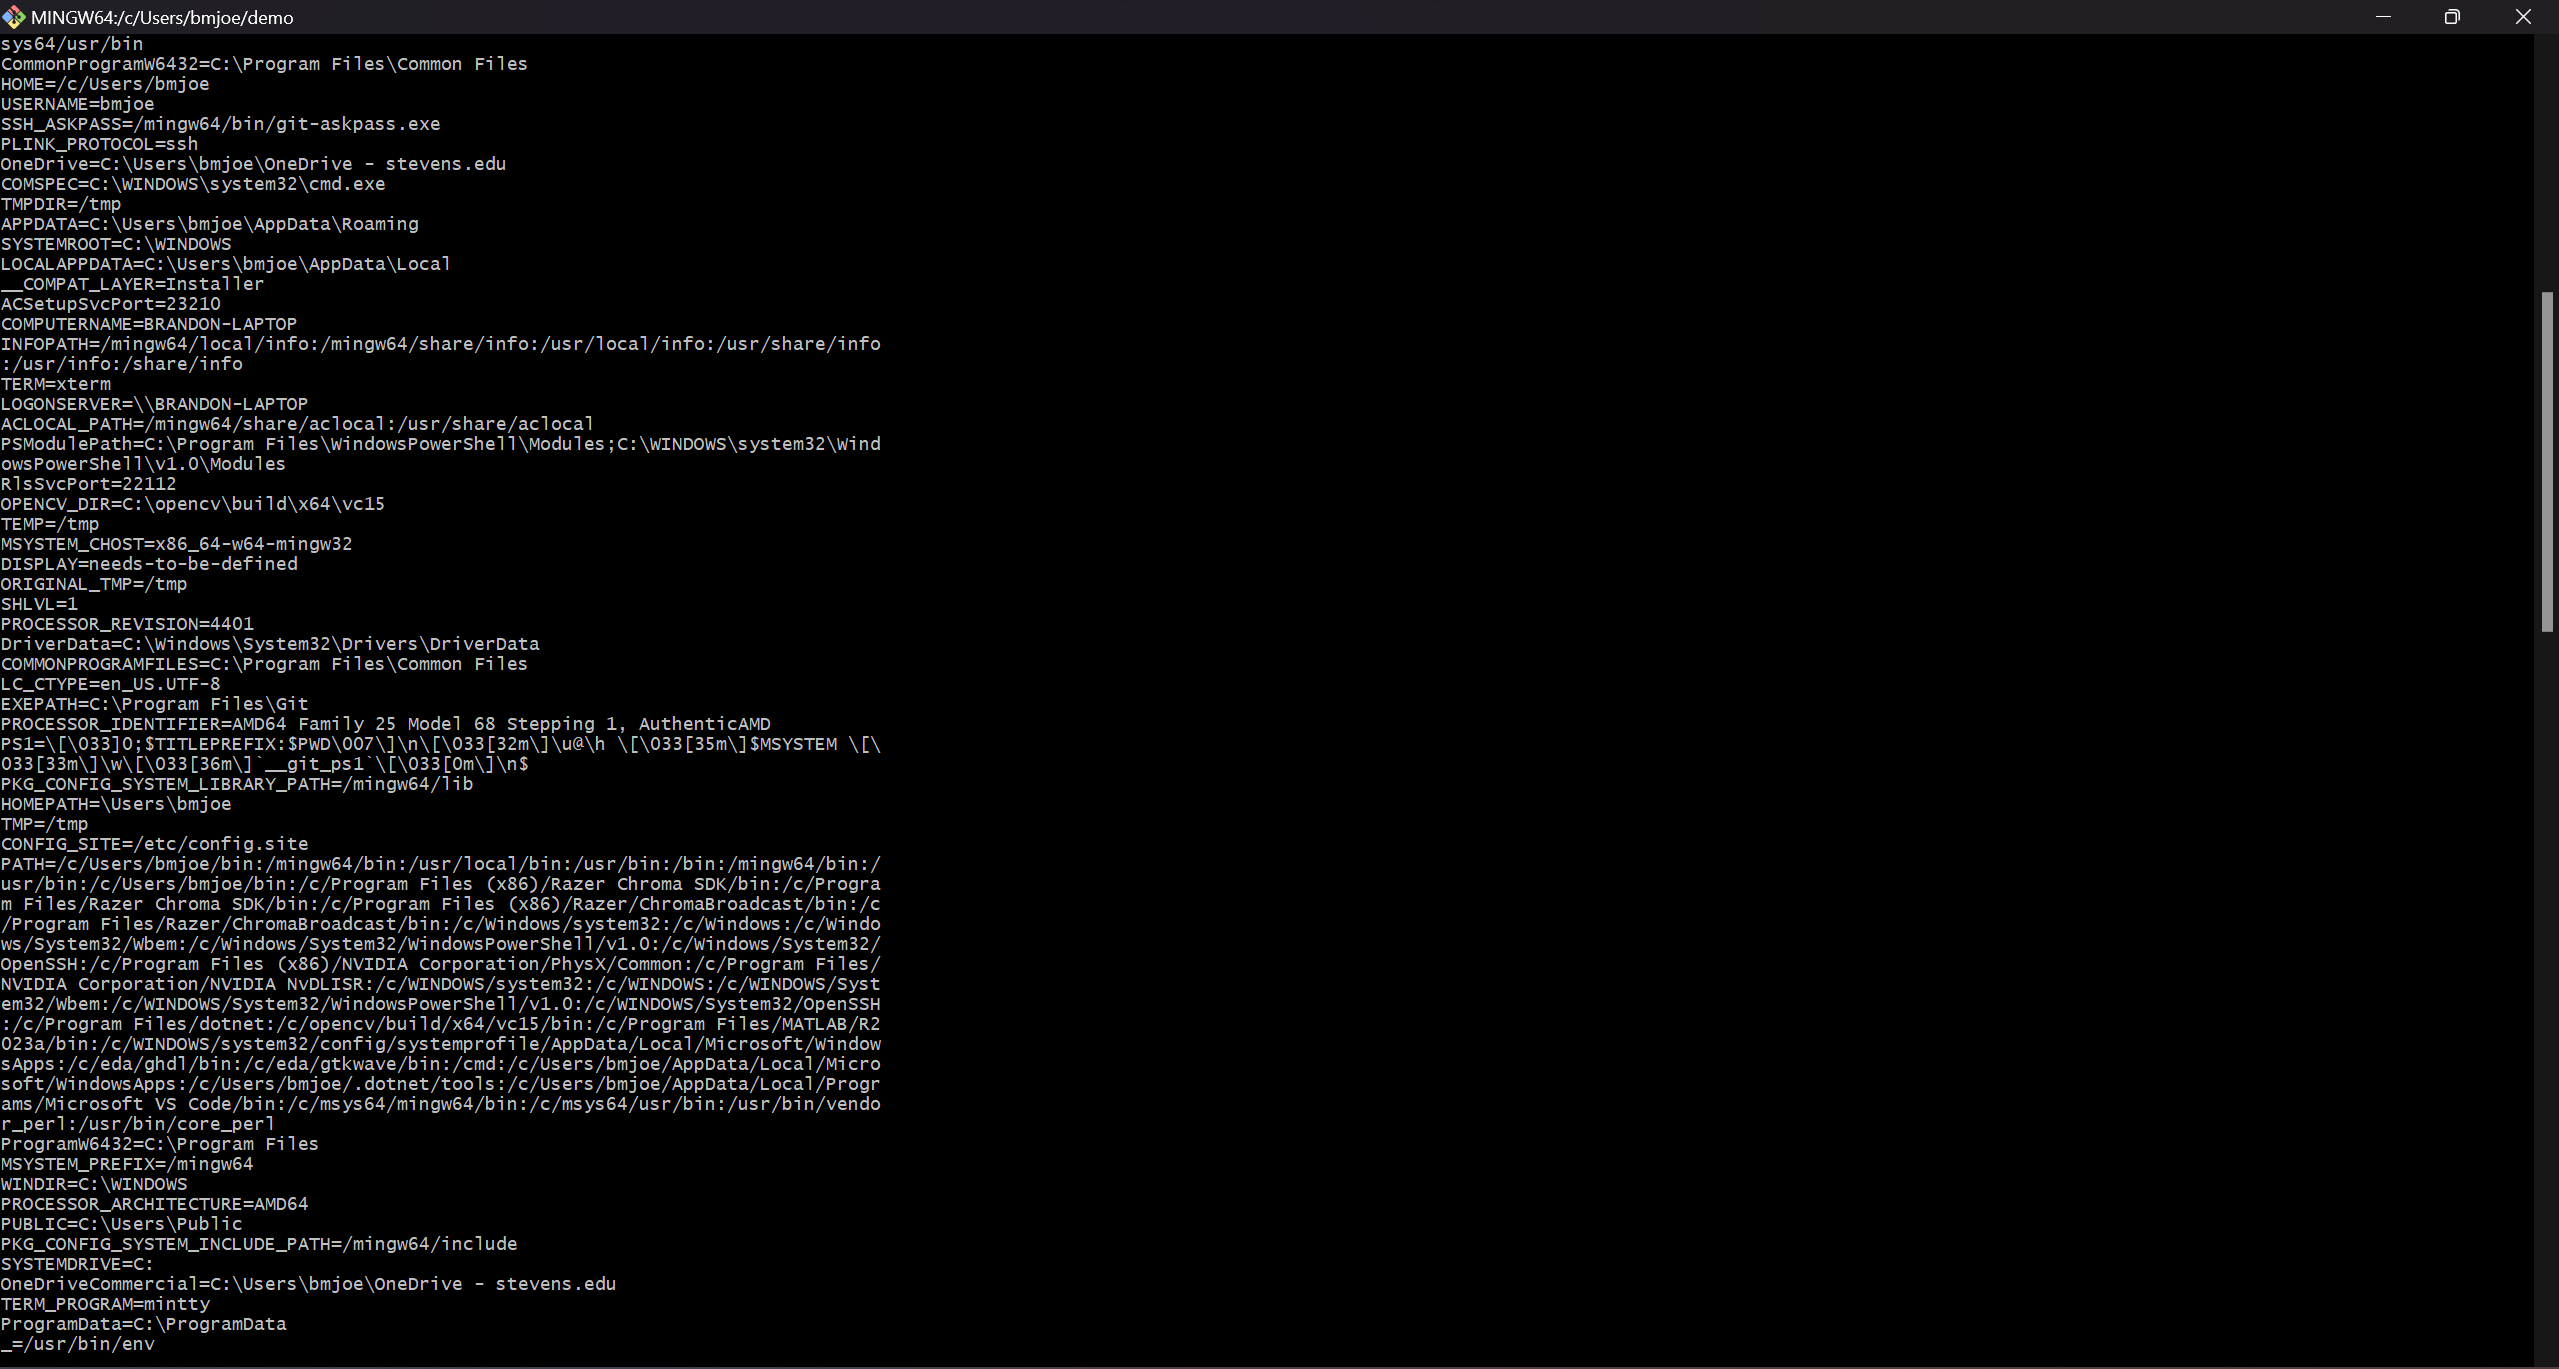 MINGW64:/c/Users/bmjoe/demo
sys64/usr/bin
CommonProgramW6432=C:\Program Files\Common Files
HOME=/c/Users/bmjoe
USERNAME=bmjoe
SSH_ASKPASS=/mingw64/bin/git-askpass.exe
PLINK_PROTOCOL=ssh
OneDrive=C:\Users\bmjoe\OneDrive - stevens.edu
COMSPEC=C:\WINDOWS\system32\cmd.exe
TMPDIR=/tmp
APPDATA=C:\Users\bmjoe\AppData\Roaming
SYSTEMROOT=C:\WINDOWS
LOCALAPPDATA=C:\Users\bmjoe\AppData\Local
__COMPAT_LAYER=Installer
ACSetupSvcPort=23210
COMPUTERNAME=BRANDON-LAPTOP
INFOPATH=/mingw64/local/info:/mingw64/share/info:/usr/local/info:/usr/share/info
:/usr/info:/share/info
TERM=xterm
LOGONSERVER=\\BRANDON-LAPTOP
ACLOCAL_PATH=/mingw64/share/aclocal:/usr/share/aclocal
PSModulePath=C:\Program Files\WindowsPowerShell\Modules;C:\WINDOWS\system32\Wind
owsPowerShell\v1.0\Modules
RlsSvcPort=22112
OPENCV_DIR=C:\opencv\build\x64\vc15
TEMP=/tmp
MSYSTEM_CHOST=x86_64-w64-mingw32
DISPLAY=needs-to-be-defined
ORIGINAL_TMP=/tmp
SHLVL=1
PROCESSOR_REVISION=4401
DriverData=C:\Windows\System32\Drivers\DriverData
COMMONPROGRAMFILES=C:\Program Files\Common Files
LC_CTYPE=en_US.UTF-8
EXEPATH=C:\Program Files\Git
PROCESSOR_IDENTIFIER=AMD64 Family 25 Model 68 Stepping 1, AuthenticAMD
PS1=\[\033]0;$TITLEPREFIX:$PWD\007\]\n\[\033[32m\]\u@\h \[\033[35m\]$MSYSTEM \[\
033[33m\]\w\[\033[36m\]`__git_ps1`\[\033[0m\]\n$
PKG_CONFIG_SYSTEM_LIBRARY_PATH=/mingw64/lib
HOMEPATH=\Users\bmjoe
TMP=/tmp
CONFIG_SITE=/etc/config.site
PATH=/c/Users/bmjoe/bin:/mingw64/bin:/usr/local/bin:/usr/bin:/bin:/mingw64/bin:/
usr/bin:/c/Users/bmjoe/bin:/c/Program Files (x86)/Razer Chroma SDK/bin:/c/Progra
m Files/Razer Chroma SDK/bin:/c/Program Files (x86)/Razer/ChromaBroadcast/bin:/c
/Program Files/Razer/ChromaBroadcast/bin:/c/Windows/system32:/c/Windows:/c/Windo
ws/System32/Wbem:/c/Windows/System32/WindowsPowerShell/v1.0:/c/Windows/System32/
OpenSSH:/c/Program Files (x86)/NVIDIA Corporation/PhysX/Common:/c/Program Files/
NVIDIA Corporation/NVIDIA NvDLISR:/c/WINDOWS/system32:/c/WINDOWS:/c/WINDOWS/Syst
em32/Wbem:/c/WINDOWS/System32/WindowsPowerShell/v1.0:/c/WINDOWS/System32/OpenSSH
:/c/Program Files/dotnet:/c/opencv/build/x64/vc15/bin:/c/Program Files/MATLAB/R2
023a/bin:/c/WINDOWS/system32/config/systemprofile/AppData/Local/Microsoft/Window
sApps:/c/eda/ghdl/bin:/c/eda/gtkwave/bin:/cmd:/c/Users/bmjoe/AppData/Local/Micro
soft/WindowsApps:/c/Users/bmjoe/.dotnet/tools:/c/Users/bmjoe/AppData/Local/Progr
ams/Microsoft VS Code/bin:/c/msys64/mingw64/bin:/c/msys64/usr/bin:/usr/bin/vendo
r_perl:/usr/bin/core_perl
ProgramW6432=C:\Program Files
MSYSTEM_PREFIX=/mingw64
WINDIR=C:\WINDOWS
PROCESSOR_ARCHITECTURE=AMD64
PUBLIC=C:\Users\Public
PKG_CONFIG_SYSTEM_INCLUDE_PATH=/mingw64/include
SYSTEMDRIVE=C:
OneDriveCommercial=C:\Users\bmjoe\OneDrive - stevens.edu
TERM_PROGRAM=mintty
ProgramData=C:\ProgramData
_=/usr/bin/env